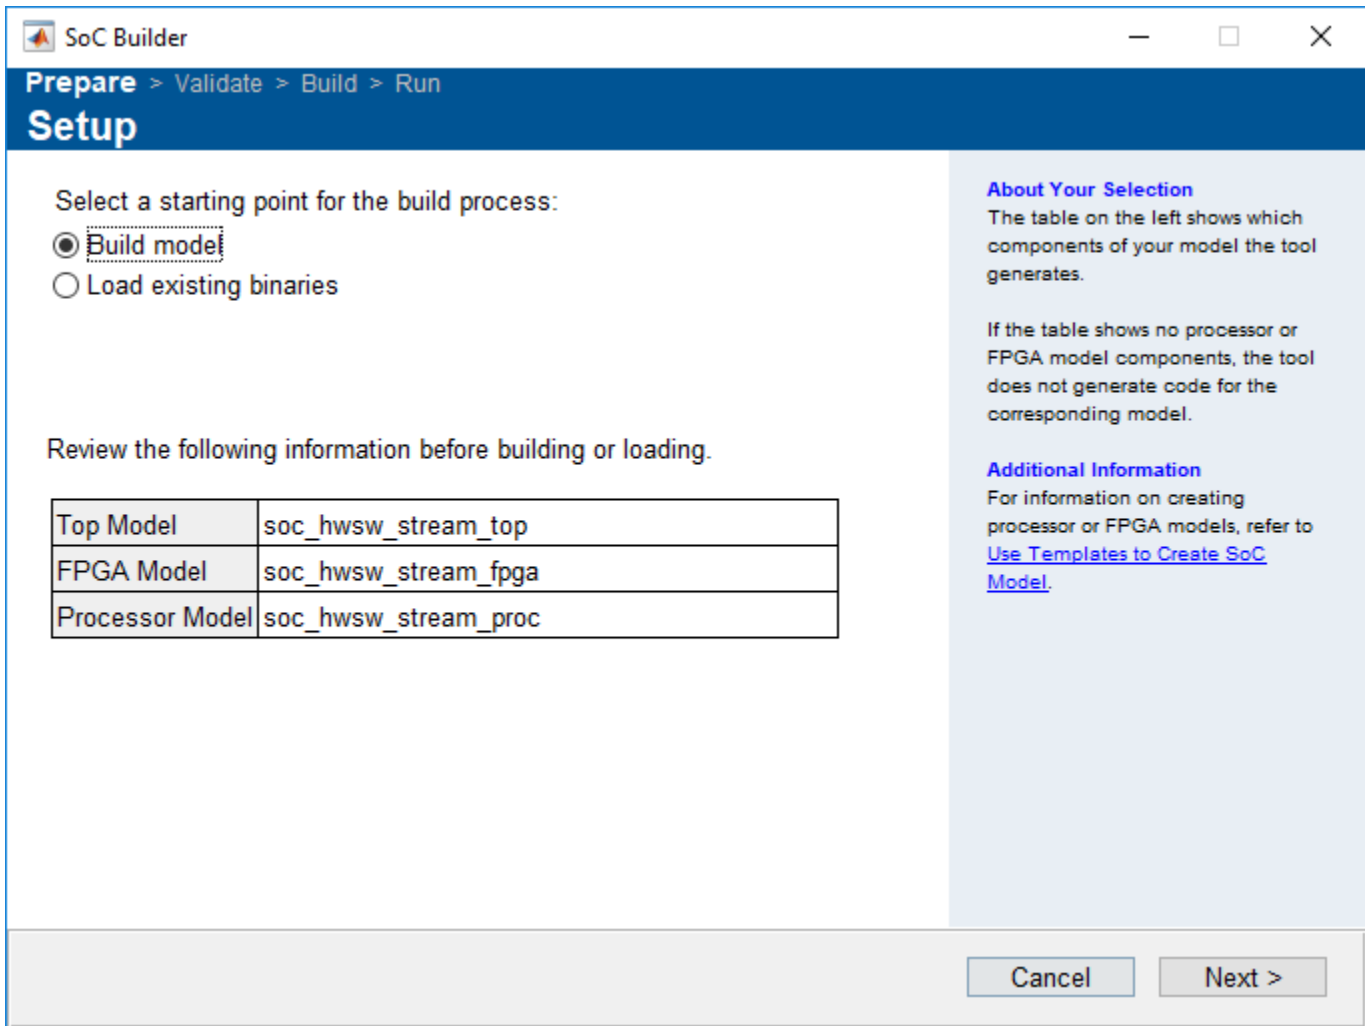 SoC Builder
Prepare > Validate > Build > Run
Setup
Select a starting point for the build process:
Build model
Load existing binaries
Review the following information before building or loading.
Top Model soc_hwsw_stream_top
FPGA Model soc_hwsw_stream_fpga
Processor Model soc_hwsw_stream_proc
About Your Selection
The table on the left shows which
components of your model the tool
generates.
If the table shows no processor or
FPGA model components, the tool
does not generate code for the
corresponding model.
Additional Information
For information on creating
processor or FPGA models, refer to
Use Templates to Create SoC
Model.
Cancel
Next >